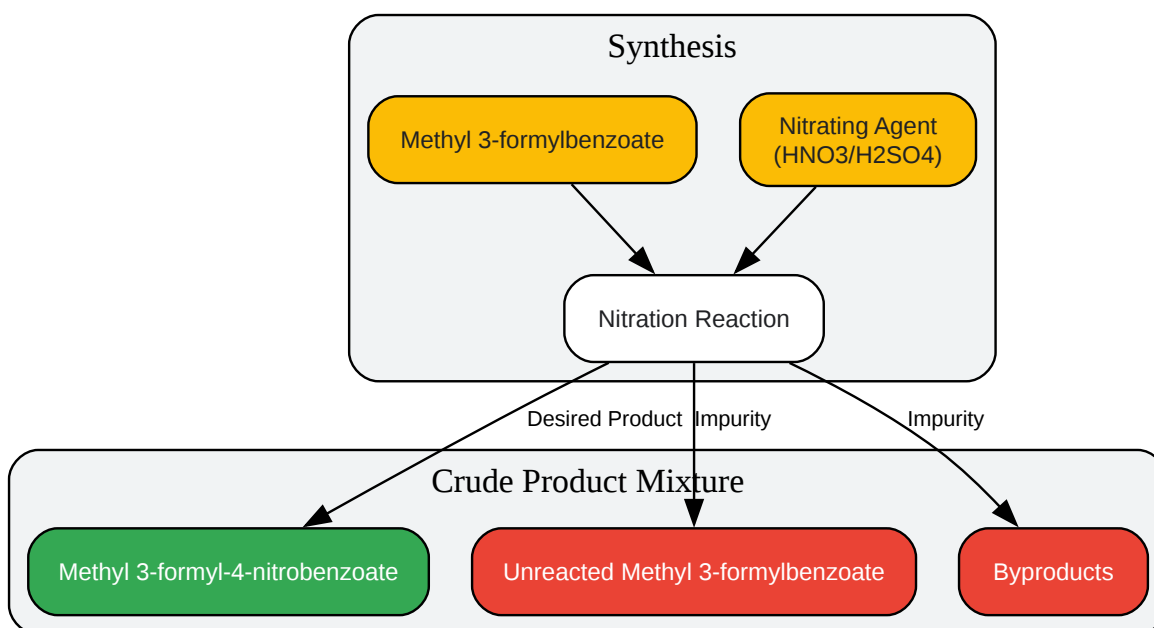 Synthesis
Methyl 3-formylbenzoate
Nitrating Agent
(HNO3/H2SO4)
Nitration Reaction
Desired Product
Impurity
Impurity
Crude Product Mixture
Methyl 3-formyl-4-nitrobenzoate
Unreacted Methyl 3-formylbenzoate
Byproducts